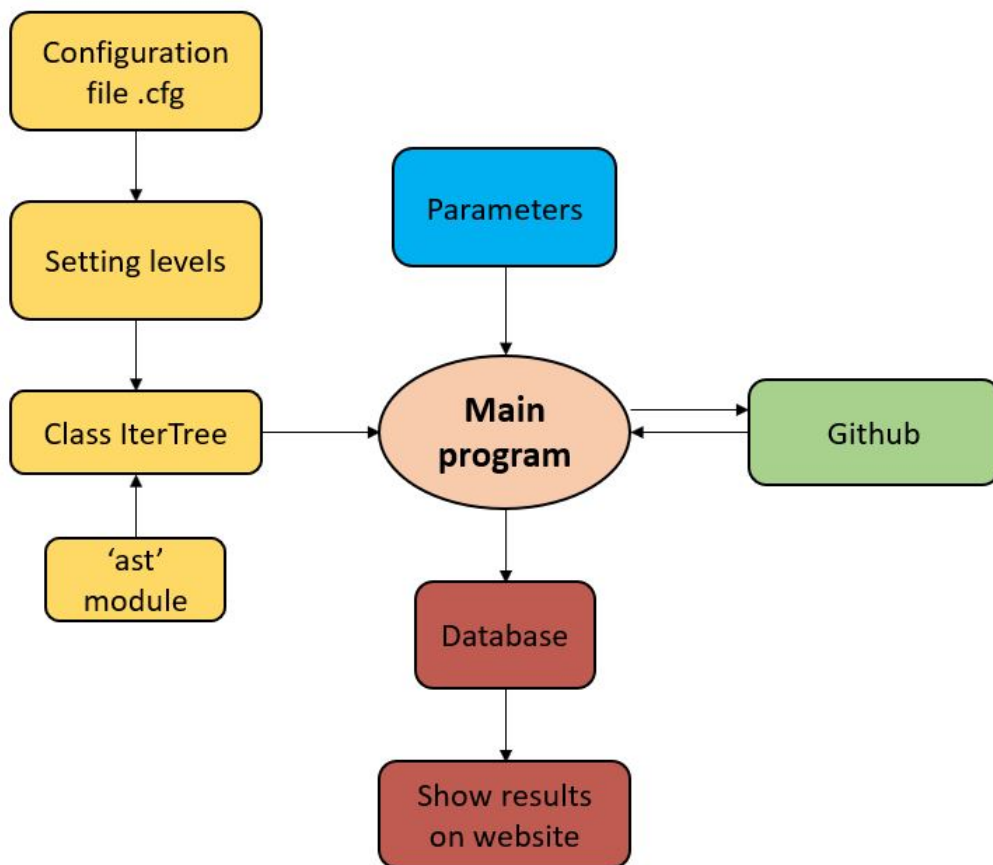 Configuration
file .cfg
Setting levels
Parameters
Class IterTree
Main
program
Github
‘ast’
module
Database
Show results
on website